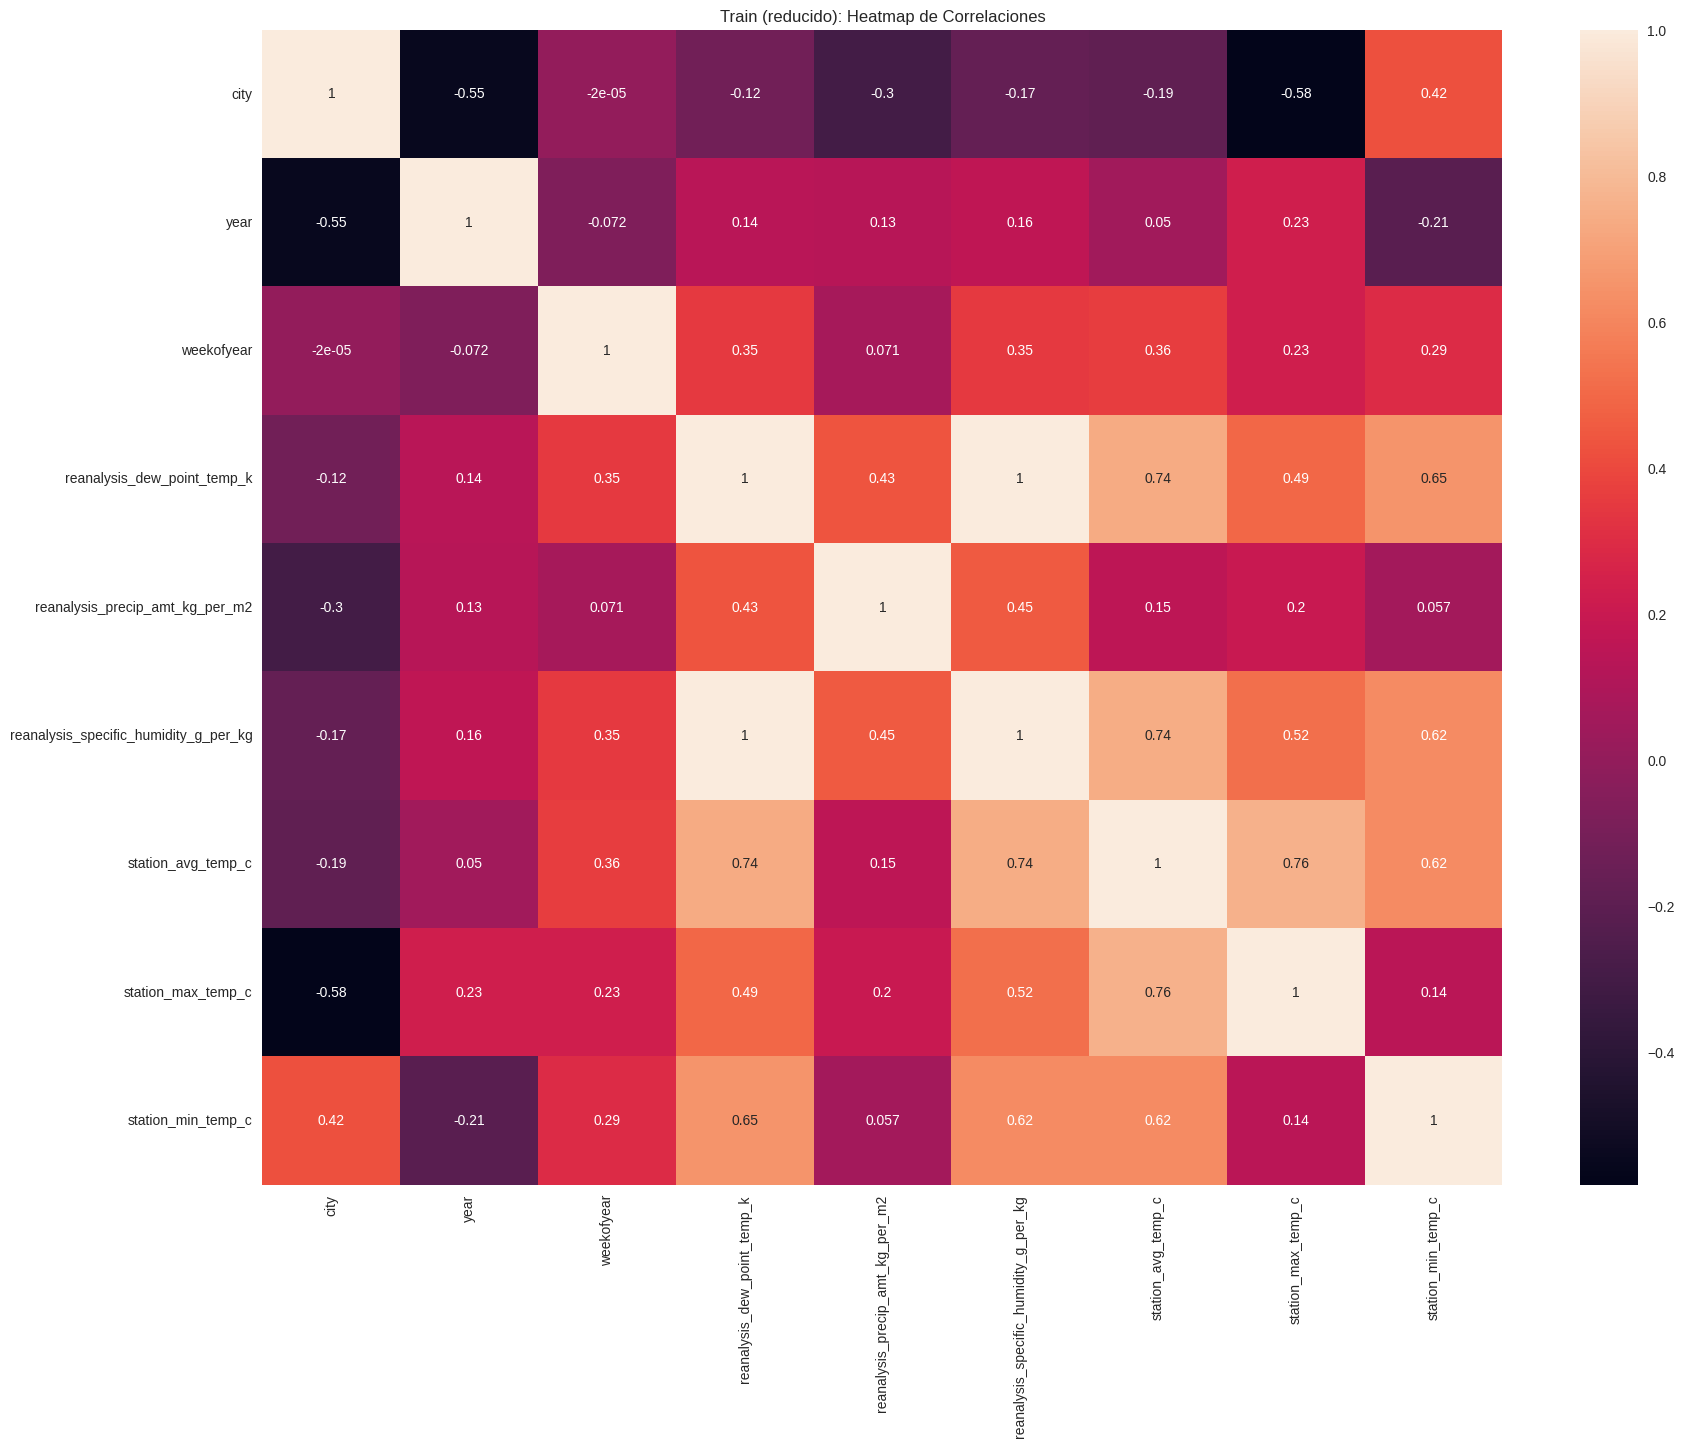 Train (reducido): Heatmap de Correlaciones
city 1 -0.55 -2e-05 -0.12 -0.3 -0.17 -0.19 -0.58 0.42
year -0.55 1 -0.072 0.14 0.13 0.16 0.05 0.23 -0.21
weekofyear -2e-05 -0.072 1 0.35 0.071 0.35 0.36 0.23 0.29
reanalysis_dew_point_temp_k -0.12 0.14 0.35 1 0.43 1 0.74 0.49 0.65
reanalysis_precip_amt_kg_per_m2 -0.3 0.13 0.071 0.43 1 0.45 0.15 0.2 0.057
reanalysis_specific_humidity_g_per_kg -0.17 0.16 0.35 1 0.45 1 0.74 0.52 0.62
station_avg_temp_c -0.19 0.05 0.36 0.74 0.15 0.74 1 0.76 0.62
station_max_temp_c -0.58 0.23 0.23 0.49 0.2 0.52 0.76 1 0.14
station_min_temp_c 0.42 -0.21 0.29 0.65 0.057 0.62 0.62 0.14 1
city
year
weekofyear
reanalysis_dew_point_temp_k
reanalysis_precip_amt_kg_per_m2
reanalysis_specific_humidity_g_per_kg
station_avg_temp_c
station_max_temp_c
station_min_temp_c
1.0
0.8
0.6
0.4
0.2
0.0
−0.2
−0.4